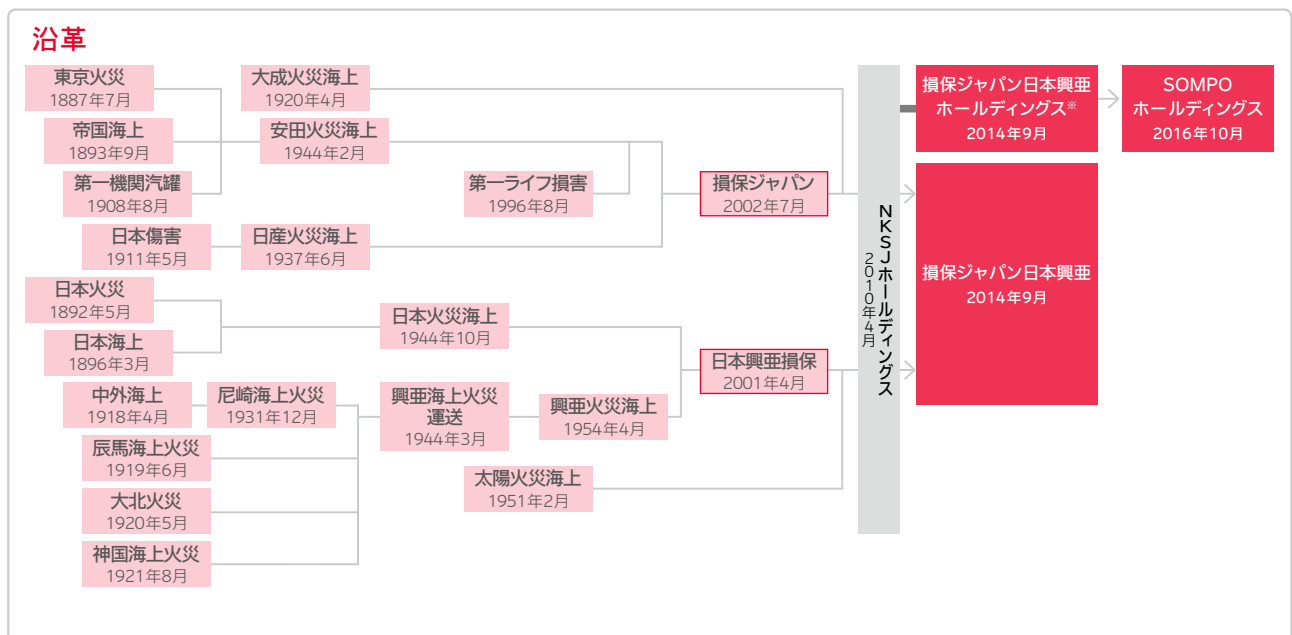 沿革
東京火災
1887年7月
大成火災海上
1920年4月
帝国海上
1893年9月
安田火災海上
1944年2月
第一機関汽罐
1908年8月
第一ライフ損害
1996年8月
損保ジャパン
2002年7月
日本傷害
1911年5月
日産火災海上
1937年6月
日本火災
1892年5月
日本海上
1896年3月
日本火災海上
1944年10月
日本興亜損保
2001年4月
中外海上
1918年4月
尼崎海上火災
1931年12月
興亜海上火災
運送
1944年3月
興亜火災海上
1954年4月
辰馬海上火災
1919年6月
太陽火災海上
1951年2月
大北火災
1920年5月
神国海上火災
1921年8月
NKSJホールディングス
2010年4月
損保ジャパン日本興亜
ホールディングス※
2014年9月
SOMPO
ホールディングス
2016年10月
損保ジャパン日本興亜
2014年9月